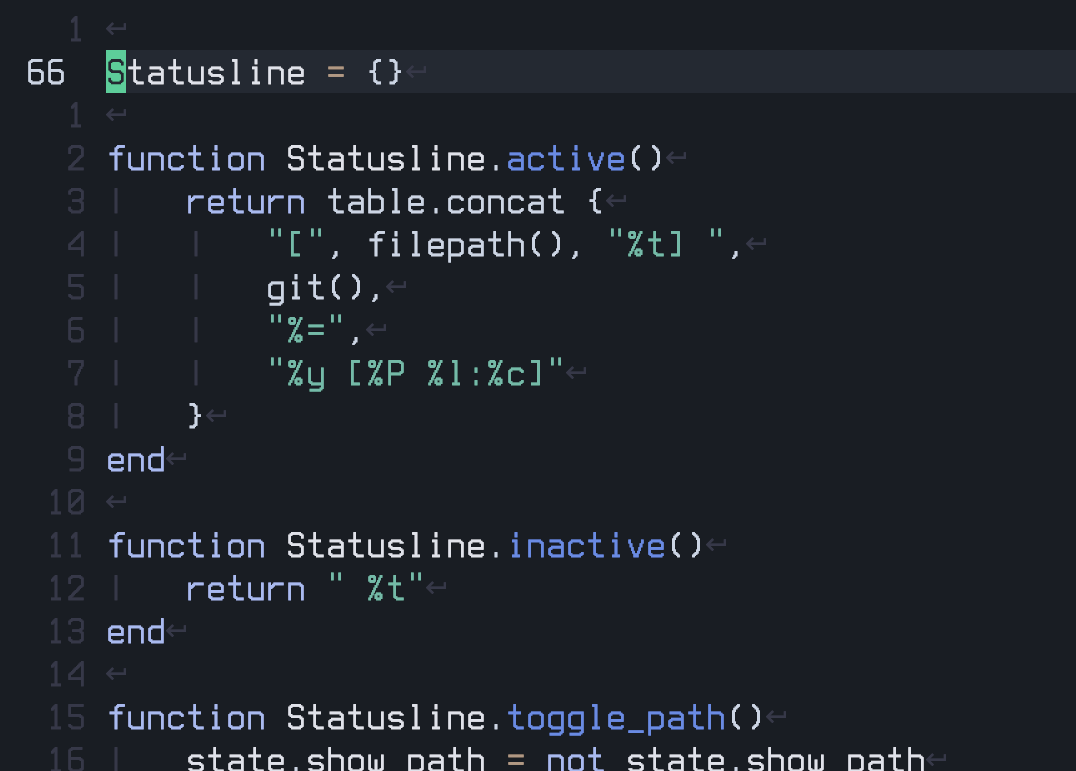 1 ↵
66 Statusline = {}↵
1 ↵
2 function Statusline.active()↵
3 |   return table.concat {↵
4 |   |   "[", filepath(), "%t] ",↵
5 |   |   git(),↵
6 |   |   "%=",↵
7 |   |   "%y [%P %l:%c]"↵
8 |   }↵
9 end↵
10 ↵
11 function Statusline.inactive()↵
12 |   return " %t"↵
13 end↵
14 ↵
15 function Statusline.toggle_path()↵
16 |   state.show_path = not state.show_path↵